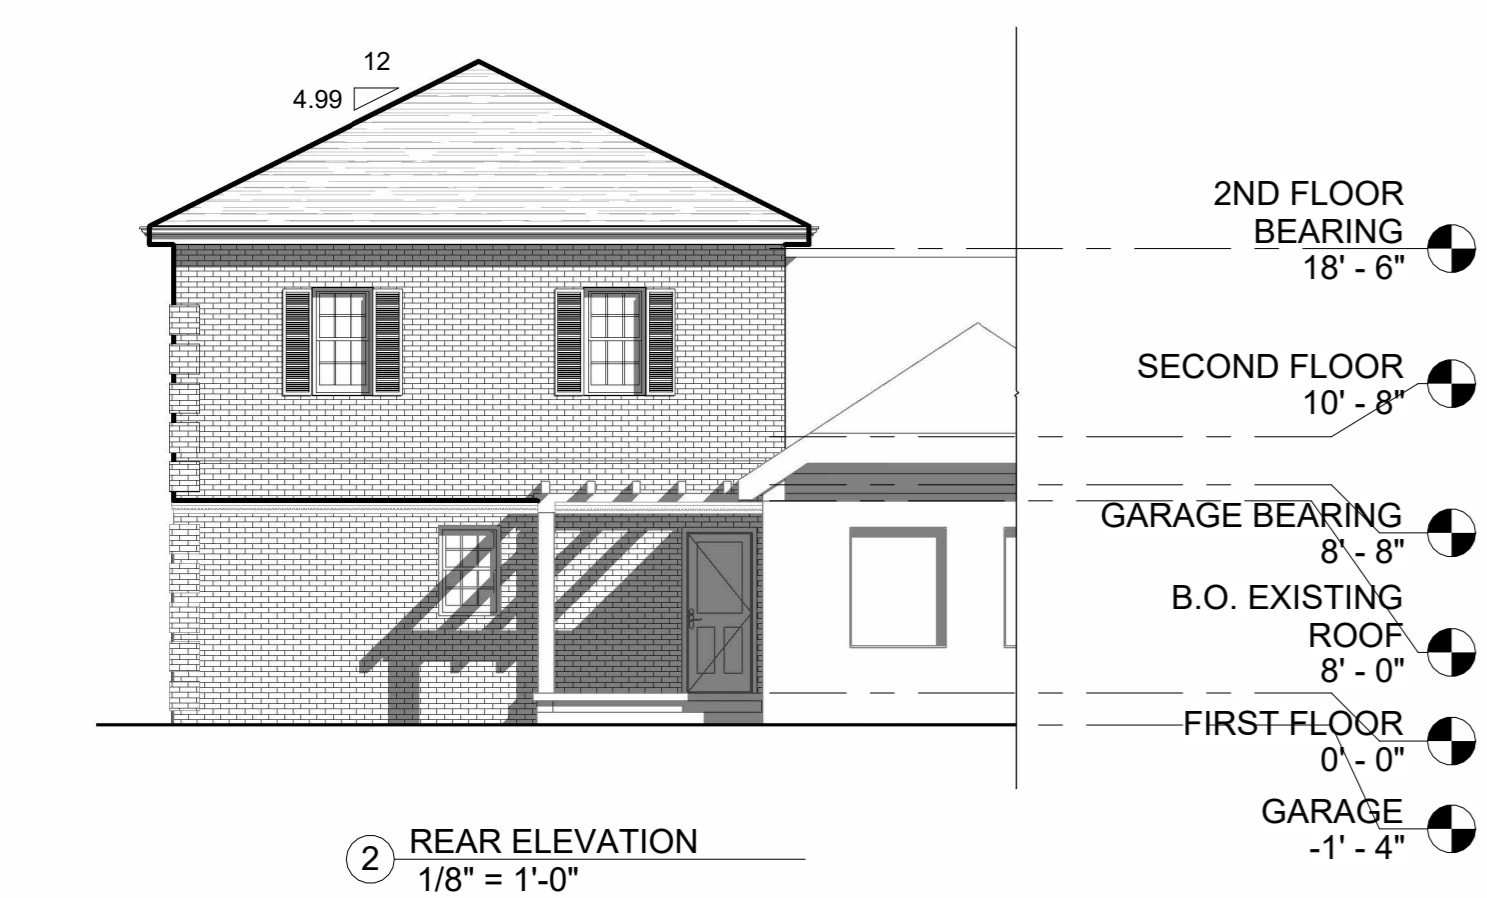 12
4.99
2ND FLOOR
BEARING
18' - 6"
SECOND FLOOR
10' - 8"
GARAGE BEARING
8' - 8"
B.O. EXISTING
ROOF
8' - 0"
FIRST FLOOR
0' - 0"
GARAGE
-1' - 4"
2
REAR ELEVATION
1/8" = 1'-0"